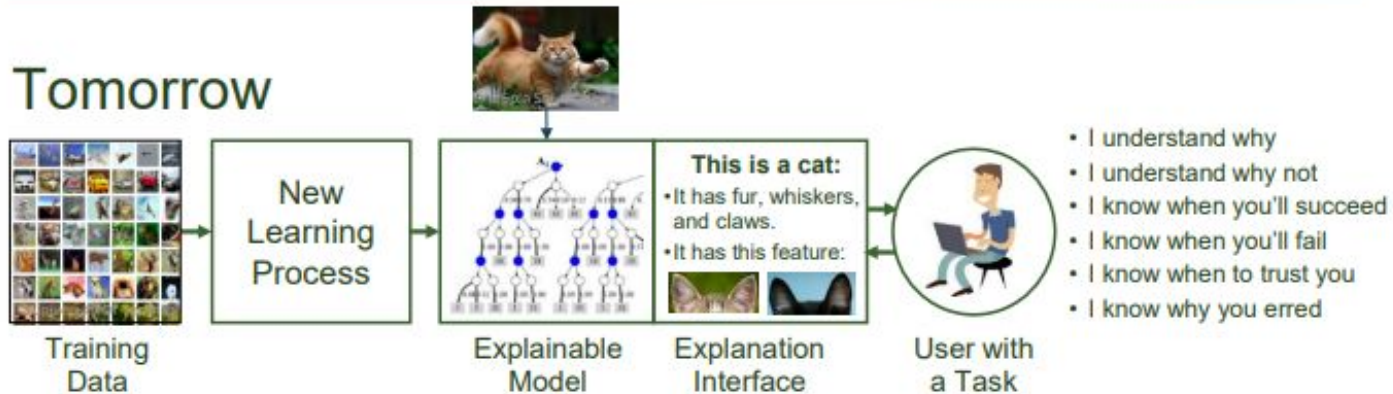 Tomorrow
New
Learning
Process
This is a cat:
•It has fur, whiskers,
and claws.
•It has this feature:
• I understand why
• I understand why not
• I know when you'll succeed
• I know when you'll fail
• I know when to trust you
• I know why you erred
Training
Data
Explainable
Model
Explanation
Interface
User with
a Task